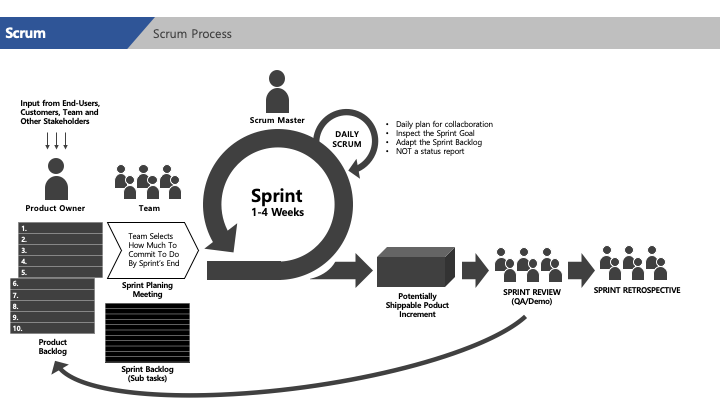 Scrum
Scrum Process
Input from End-Users,
Customers, Team and
Other Stakeholders
Product Owner
Team
Scrum Master
DAILY
SCRUM
• Daily plan for collacboration
• Inspect the Sprint Goal
• Adapt the Sprint Backlog
• NOT a status report
Sprint
1-4 Weeks
1.
2.
3.
4.
5.
6.
7.
8.
9.
10.
Product
Backlog
Team Selects
How Much To
Commit To Do
By Sprint's End
Sprint Planing
Meeting
Sprint Backlog
(Sub tasks)
Potentially
Shippable Poduct
Increment
SPRINT REVIEW
(QA/Demo)
SPRINT RETROSPECTIVE